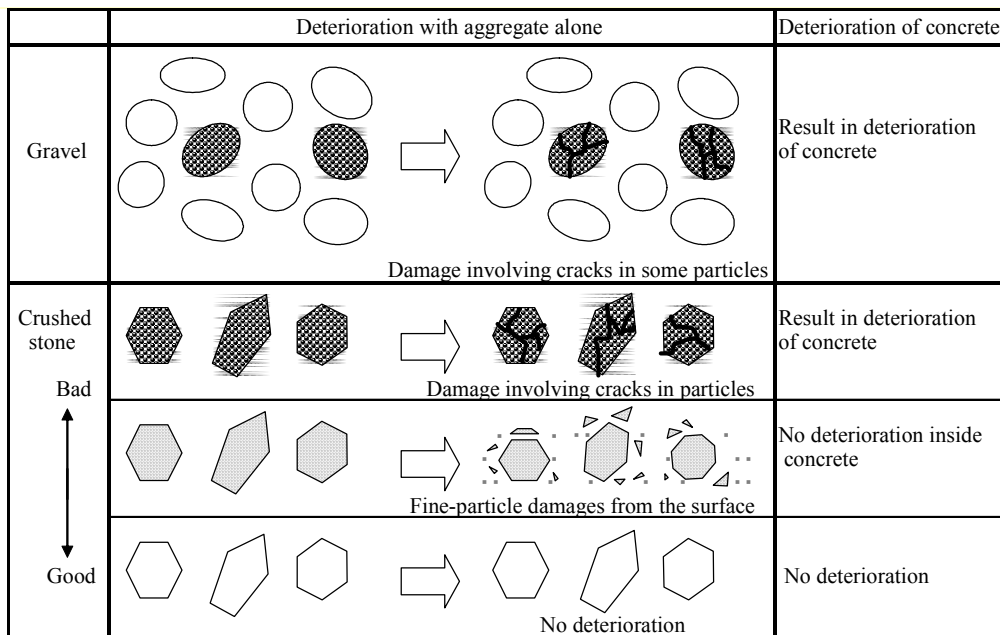 Deterioration with aggregate alone
Deterioration of concrete
Gravel
Damage involving cracks in some particles
Result in deterioration
of concrete
Crushed
stone
Bad
Damage involving cracks in particles
Result in deterioration
of concrete
Fine-particle damages from the surface
No deterioration inside
concrete
Good
No deterioration
No deterioration